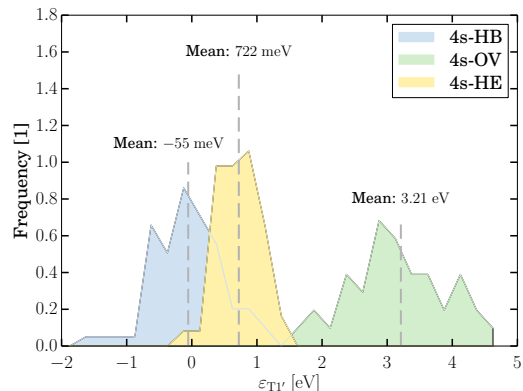 1.8
1.6
1.4
1.2
1.0
0.8
0.6
0.4
0.2
0.0
Frequency [1]
Mean: 722 meV
Mean: −55 meV
Mean: 3.21 eV
4s-HB
4s-OV
4s-HE
−2 −1 0 1 2 3 4 5
εT1′ [eV]